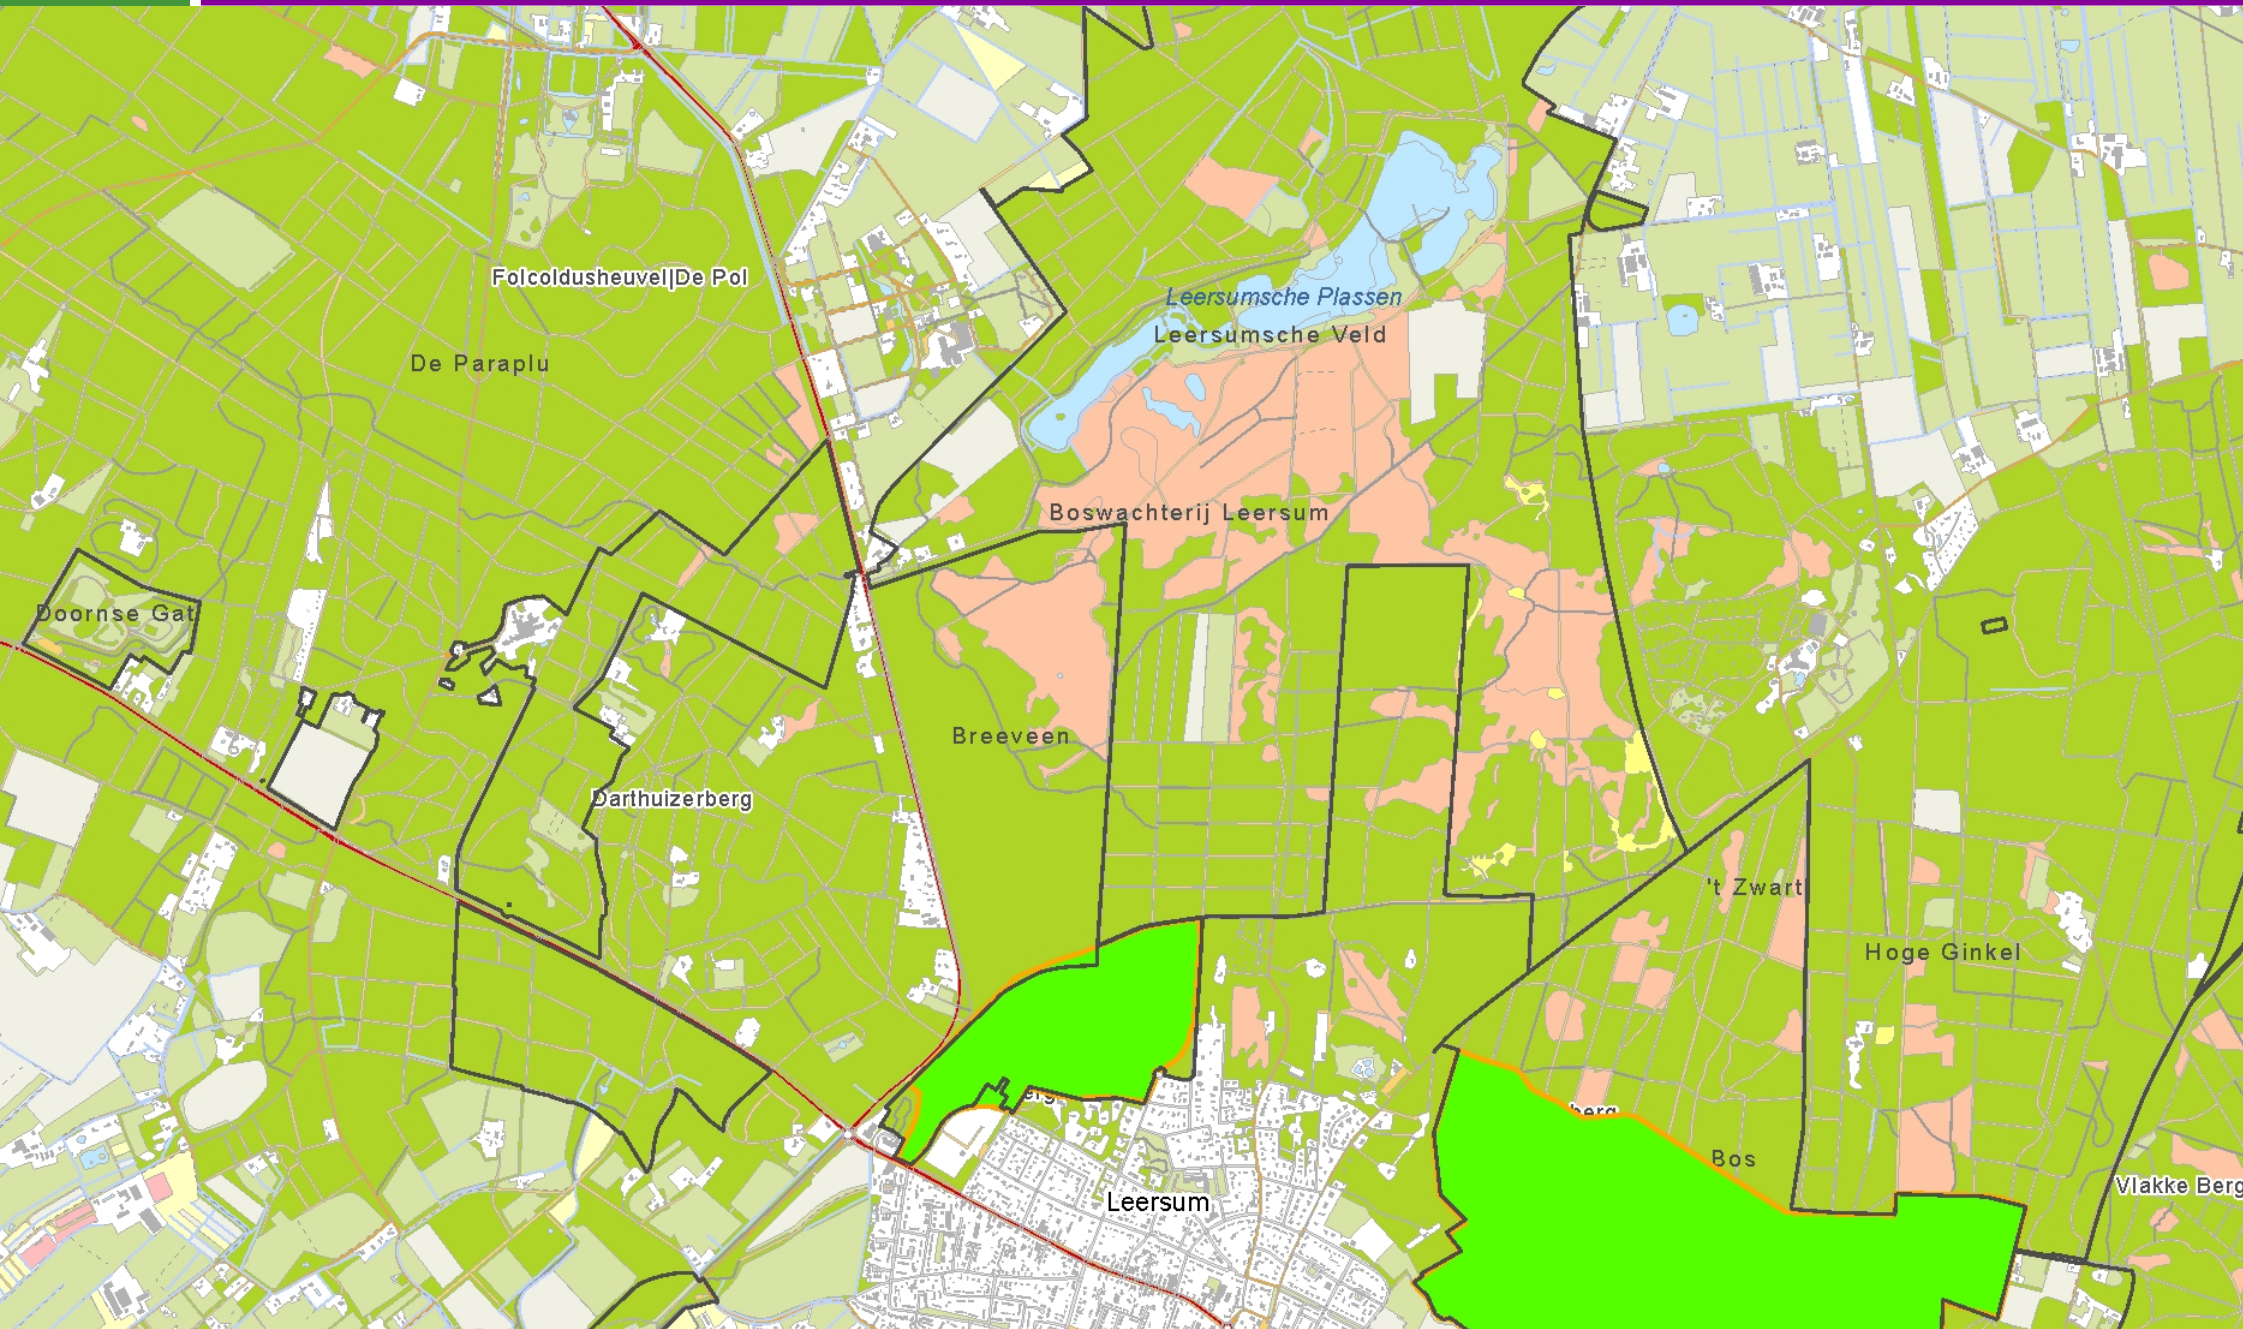 Folcoldusheuvel|De Pol
Leersumsche Plassen
Leersumsche Veld
De Paraplu
Boswachterij Leersum
Doornse Gat
Breeveen
Darthuizerberg
't Zwart
Hoge Ginkel
berg
Bos
Vlakke Berg
Leersum